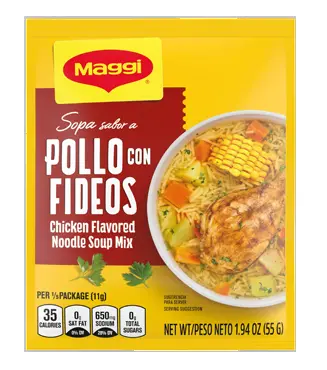 Maggi
Sopa sabor a
POLLO CON
FIDEOS
Chicken Flavored
Noodle Soup Mix
PER 1/5 PACKAGE (11g)
35
CALORIES
0g
SAT FAT
0% DV
650mg
SODIUM
28% DV
0g
TOTAL
SUGARS
SUGERENCIA
PARA SERVIR
SERVING SUGGESTION
NET WT/PESO NETO 1.94 OZ (55 G)